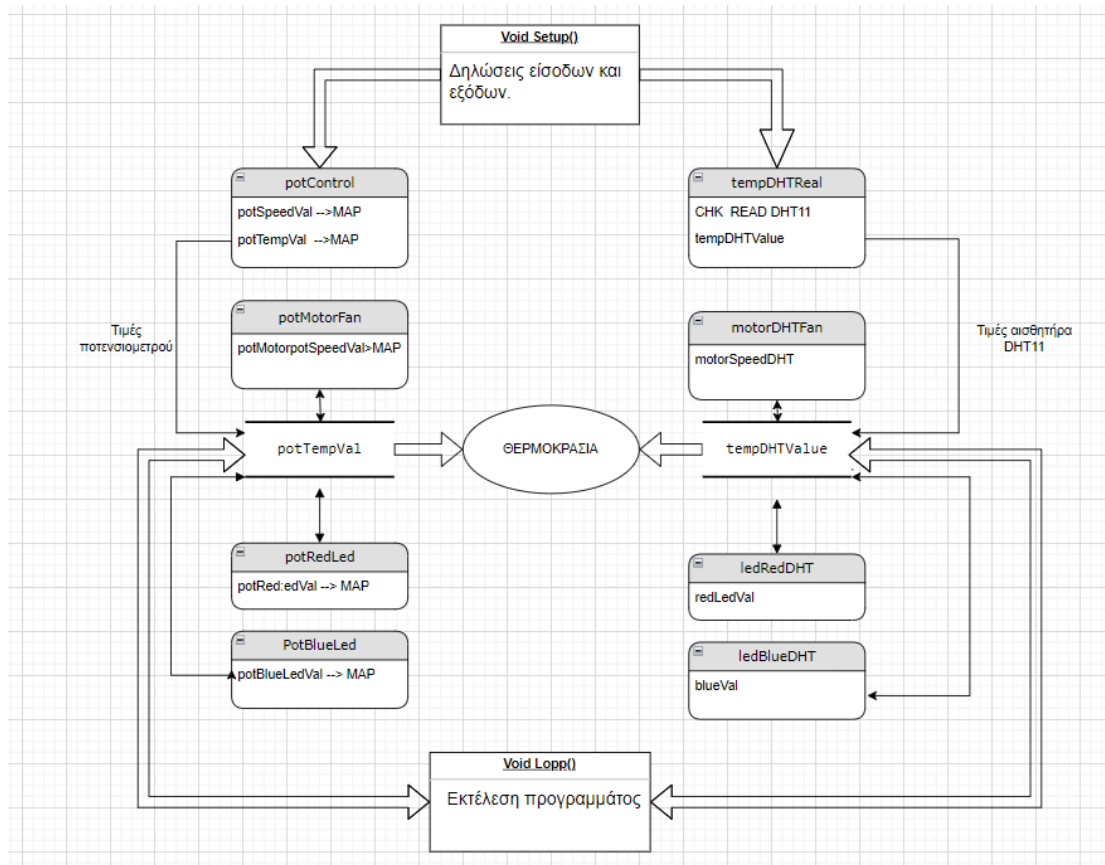 Void Setup()
Δηλώσεις είσοδων και
εξόδων.
potControl
potSpeedVal -->MAP
potTempVal -->MAP
tempDHTReal
CHK READ DHT11
tempDHTValue
potMotorFan
potMotorpotSpeedVal>MAP
motorDHTFan
motorSpeedDHT
Τιμές
ποτενσιομετρού
Τιμές αισθητήρα
DHT11
potTempVal
ΘΕΡΜΟΚΡΑΣΙΑ
tempDHTValue
potRedLed
potRed:edVal --> MAP
ledRedDHT
redLedVal
PotBlueLed
potBlueLedVal --> MAP
ledBlueDHT
blueVal
Void Lopp()
Εκτέλεση προγραμμάτος